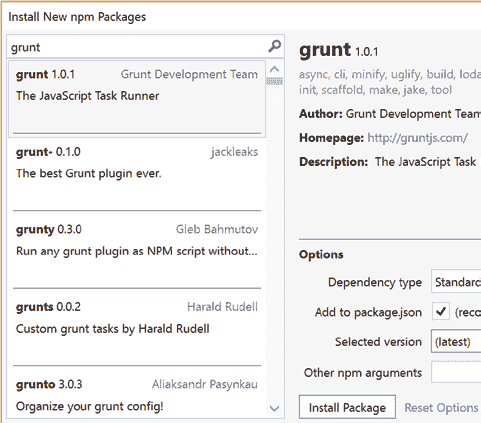 Install New npm Packages
grunt
grunt 1.0.1 Grunt Development Team
The JavaScript Task Runner
grunt- 0.1.0 jackleaks
The best Grunt plugin ever.
grunty 0.3.0 Gleb Bahmutov
Run any grunt plugin as NPM script without...
grunts 0.0.2 Harald Rudell
Custom grunt tasks by Harald Rudell
grunto 3.0.3 Aliaksandr Pasynkau
Organize your grunt config!
grunt 1.0.1
async, cli, minify, uglify, build, loda
init, scaffold, make, jake, tool
Author: Grunt Development Team
Homepage: http://gruntjs.com/
Description: The JavaScript Task
Options
Dependency type Standard
Add to package.json (reco
Selected version (latest)
Other npm arguments
Install Package Reset Options